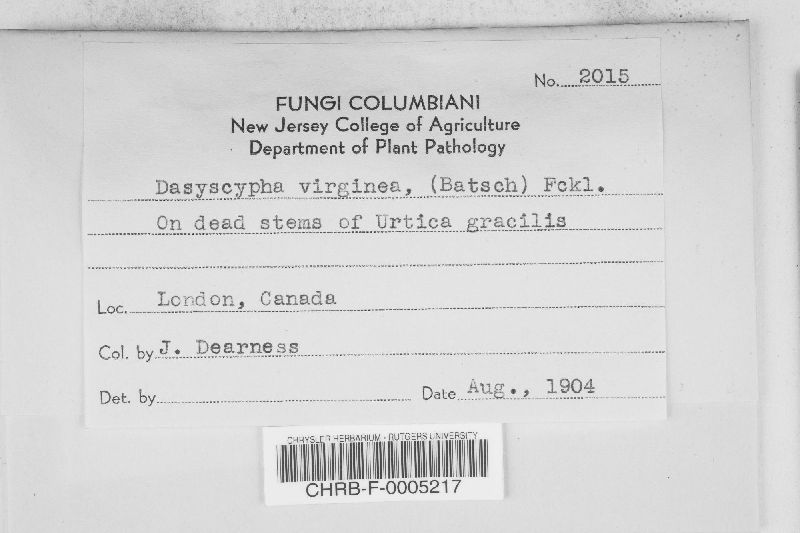 No. 2015
FUNGI COLUMBIANI
New Jersey College of Agriculture
Department of Plant Pathology
Dasyscypha virginea, (Batsch) Fckl.
On dead stems of Urtica gracilis
Loc. London, Canada
Col. by J. Dearness
Det. by
Date Aug., 1904
CHRYSLER HERBARIUM - RUTGERS UNIVERSITY
CHRB-F-0005217